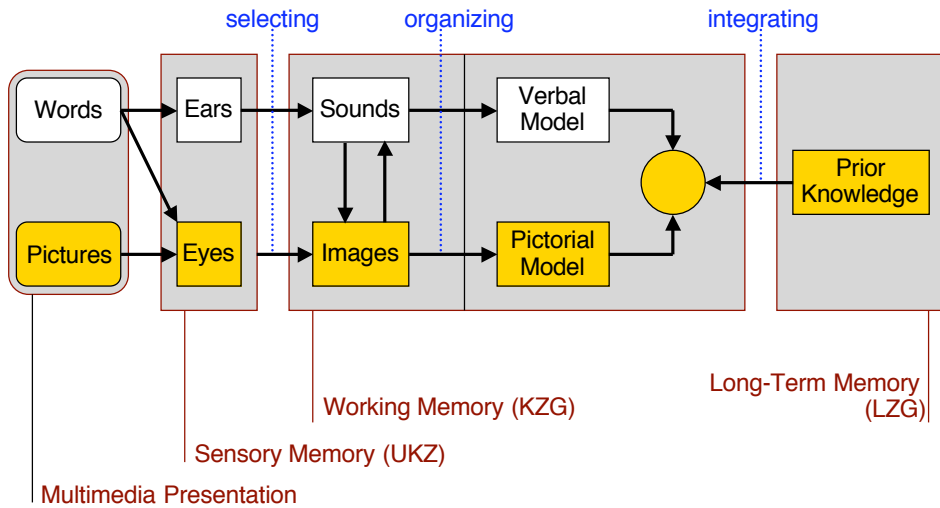 selecting
organizing
integrating
Words
Ears
Sounds
Verbal
Model
Prior
Knowledge
Pictures
Eyes
Images
Pictorial
Model
Long-Term Memory
(LZG)
Working Memory (KZG)
Sensory Memory (UKZ)
Multimedia Presentation